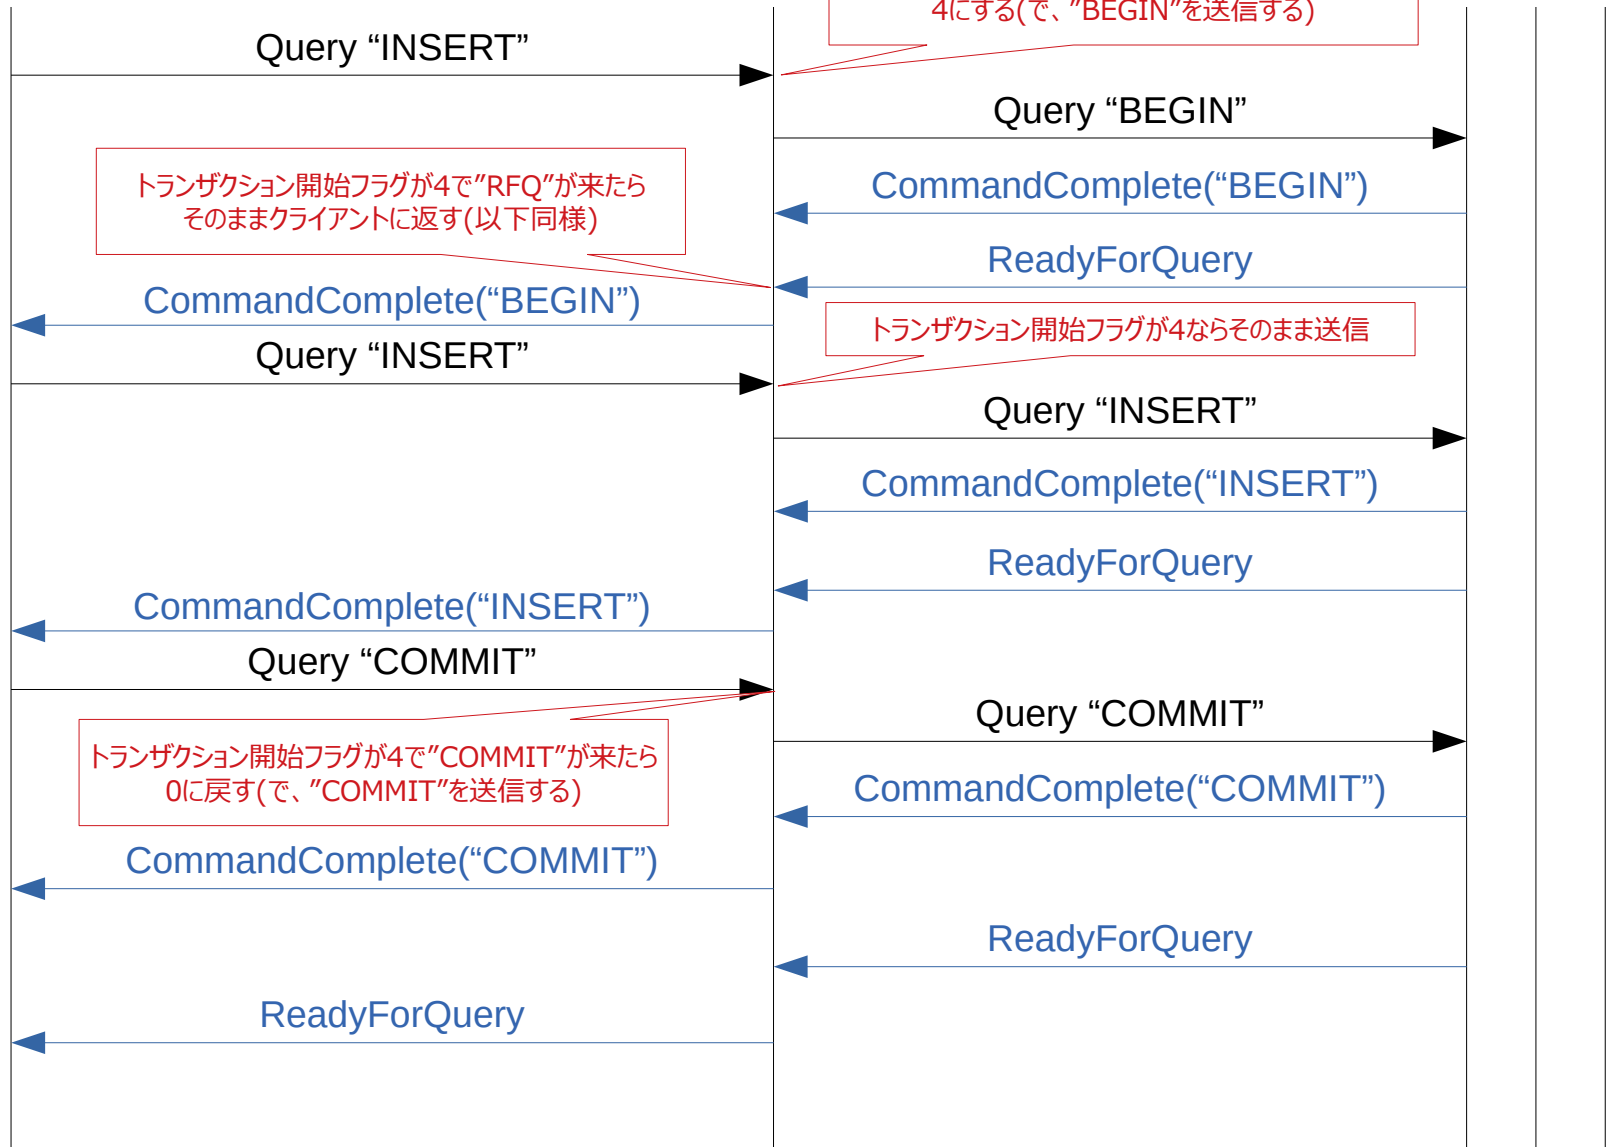 4にする(で、”BEGIN”を送信する)
Query “INSERT”
Query “BEGIN”
トランザクション開始フラグが4で”RFQ”が来たら
そのままクライアントに返す(以下同様)
CommandComplete(“BEGIN”)
ReadyForQuery
CommandComplete(“BEGIN”)
トランザクション開始フラグが4ならそのまま送信
Query “INSERT”
Query “INSERT”
CommandComplete(“INSERT”)
ReadyForQuery
CommandComplete(“INSERT”)
Query “COMMIT”
Query “COMMIT”
トランザクション開始フラグが4で”COMMIT”が来たら
0に戻す(で、”COMMIT”を送信する)
CommandComplete(“COMMIT”)
CommandComplete(“COMMIT”)
ReadyForQuery
ReadyForQuery